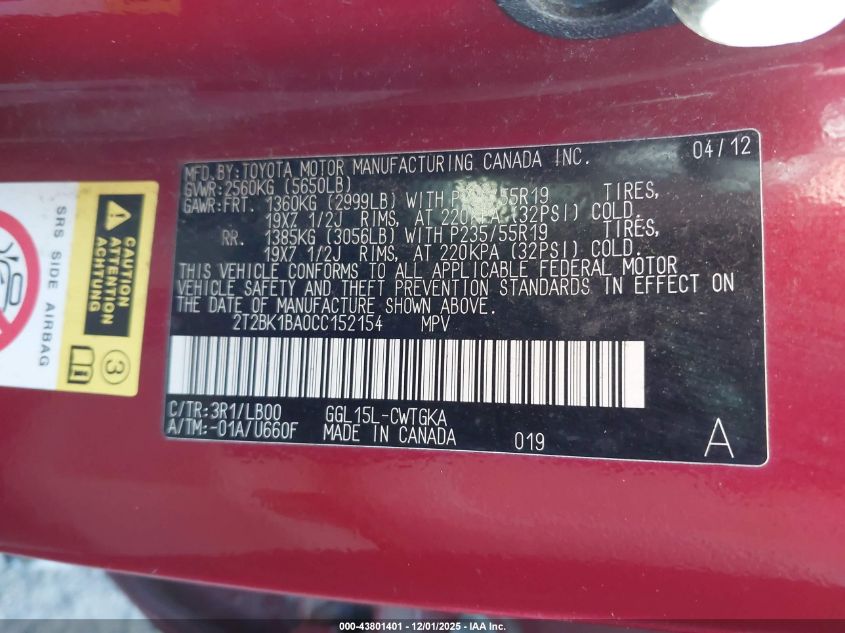 MFD. BY: TOYOTA MOTOR MANUFACTURING CANADA INC. 04/12
GVWR: 2560KG (5650LB)
GAWR: FRT. 1360KG (2999LB) WITH P235/55R19 TIRES,
19X7 1/2J RIMS, AT 220KPA (32PSI) COLD.
RR. 1385KG (3056LB) WITH P235/55R19 TIRES,
19X7 1/2J RIMS, AT 220KPA (32PSI) COLD.
THIS VEHICLE CONFORMS TO ALL APPLICABLE FEDERAL MOTOR
VEHICLE SAFETY AND THEFT PREVENTION STANDARDS IN EFFECT ON
THE DATE OF MANUFACTURE SHOWN ABOVE.
2T2BK1BA0CC152154 MPV
C/TR: 3R1/LB00 GGL15L-CWTGKA
A/TM: -01A/U660F MADE IN CANADA 019 A
SRS SIDE AIRBAG
CAUTION
ATTENTION
ACHTUNG
3
000-43801401 - 12/01/2025 - IAA Inc.